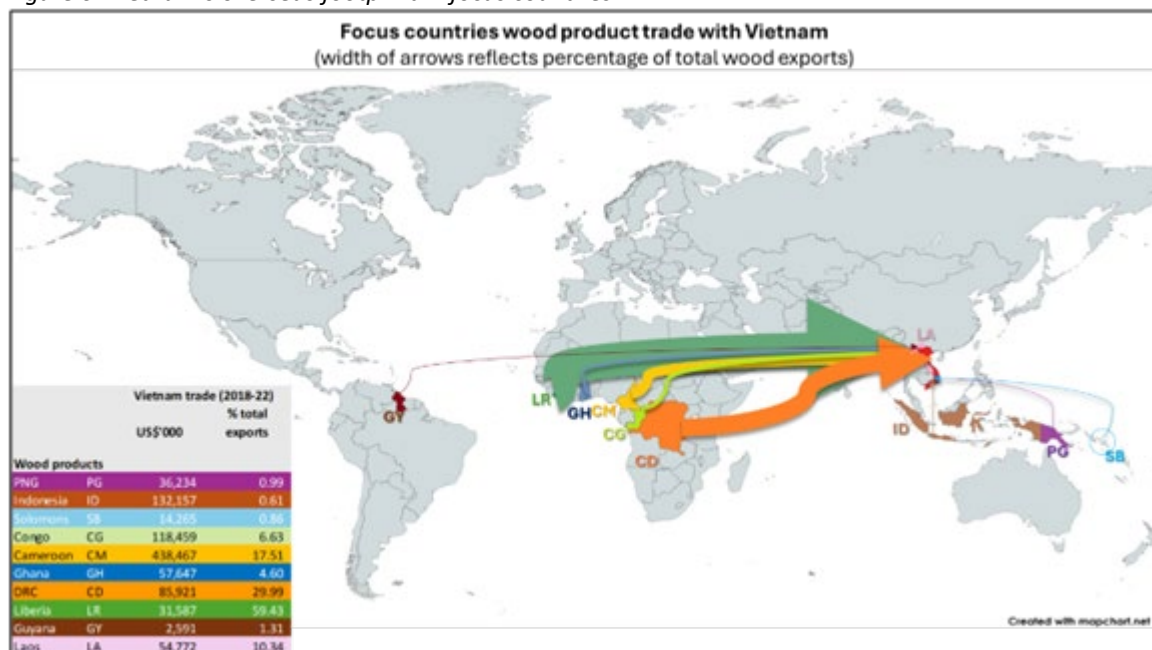 Focus countries wood product trade with Vietnam
(width of arrows reflects percentage of total wood exports)
LA
LR
GH
CM
CG
CD
GY
ID
PG
SB
Vietnam trade (2018-22)
% total
US$'000 exports
Wood products
PNG PG 36,234 0.99
Indonesia ID 132,157 0.61
Solomons SB 14,265 0.86
Congo CG 118,459 6.63
Cameroon CM 438,467 17.51
Ghana GH 57,647 4.60
DRC CD 85,921 29.99
Liberia LR 31,587 59.43
Guyana GY 2,591 1.31
Laos LA 54,772 10.34
Created with mapchart.net